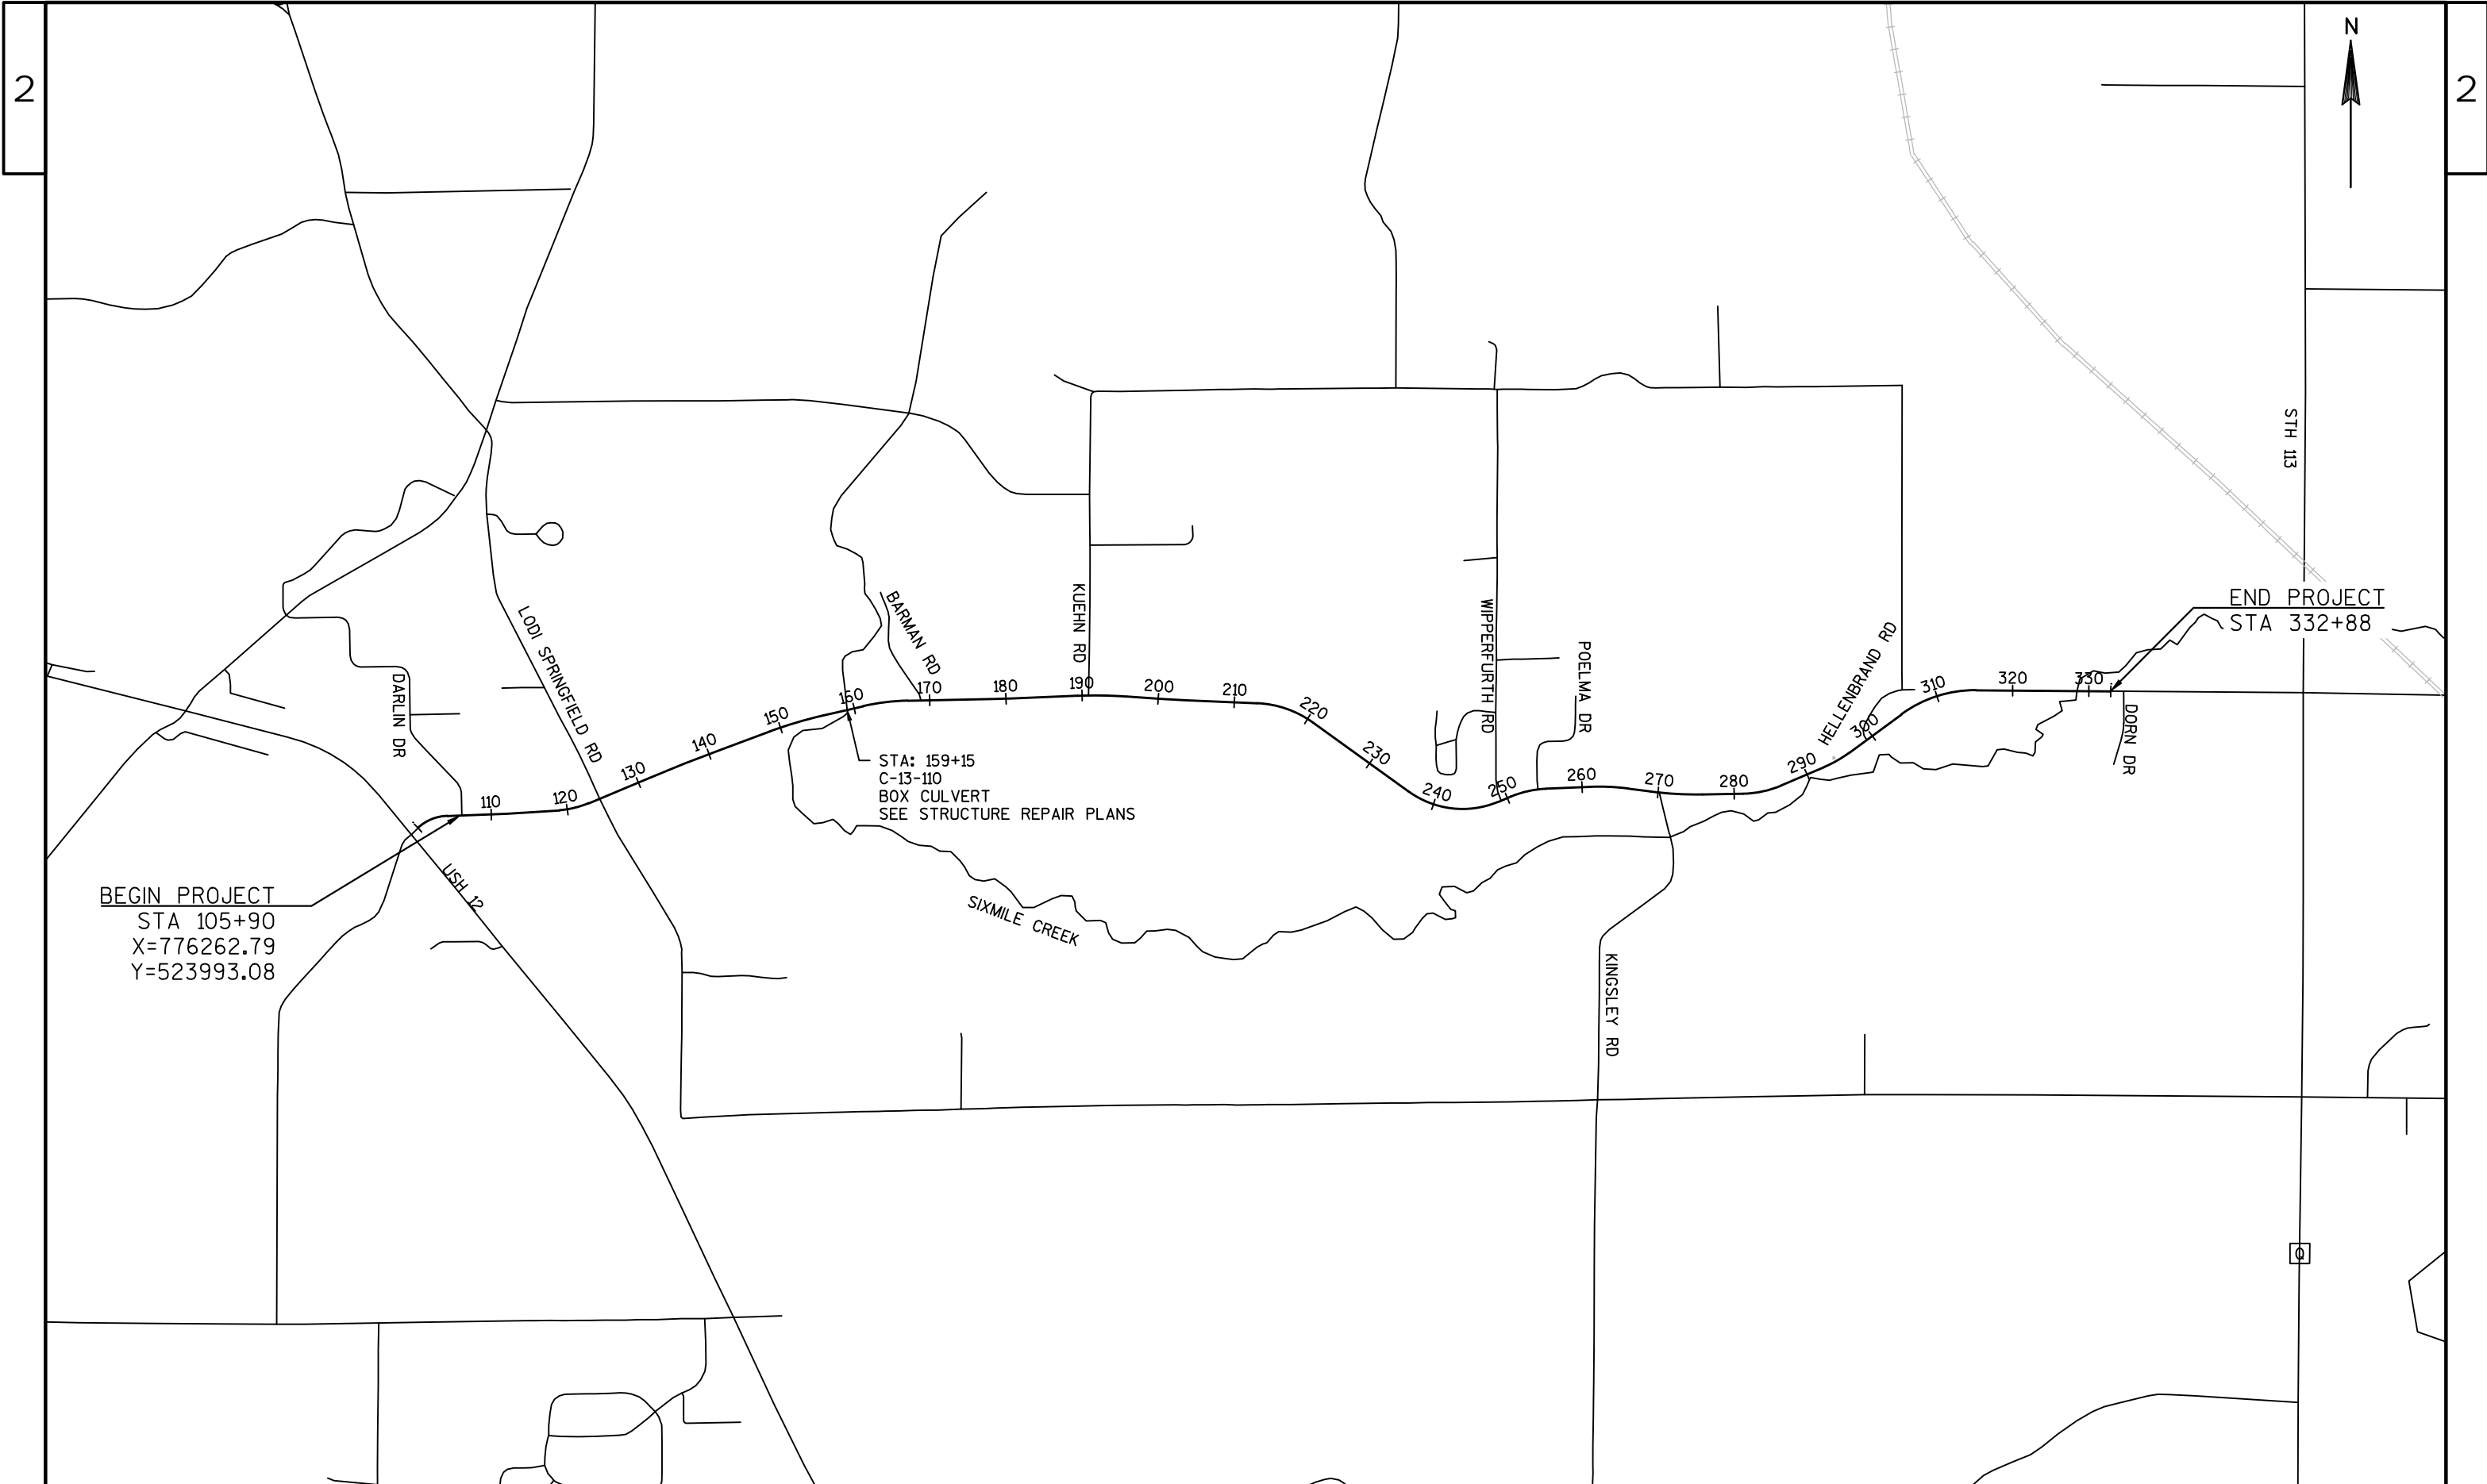 2
2
N
STH 113
END PROJECT
STA 332+88
BARMAN RD
KUEHN RD
WIPPERFURTH RD
POELMA DR
HELLENBRAND RD
LODI SPRINGFIELD RD
DARLIN DR
DORN DR
110
120
130
140
150
160
170
180
190
200
210
220
230
240
250
260
270
280
290
300
310
320
330
STA: 159+15
C-13-110
BOX CULVERT
SEE STRUCTURE REPAIR PLANS
USH 12
BEGIN PROJECT
STA 105+90
X=776262.79
Y=523993.08
SIXMILE CREEK
KINGSLEY RD
Q